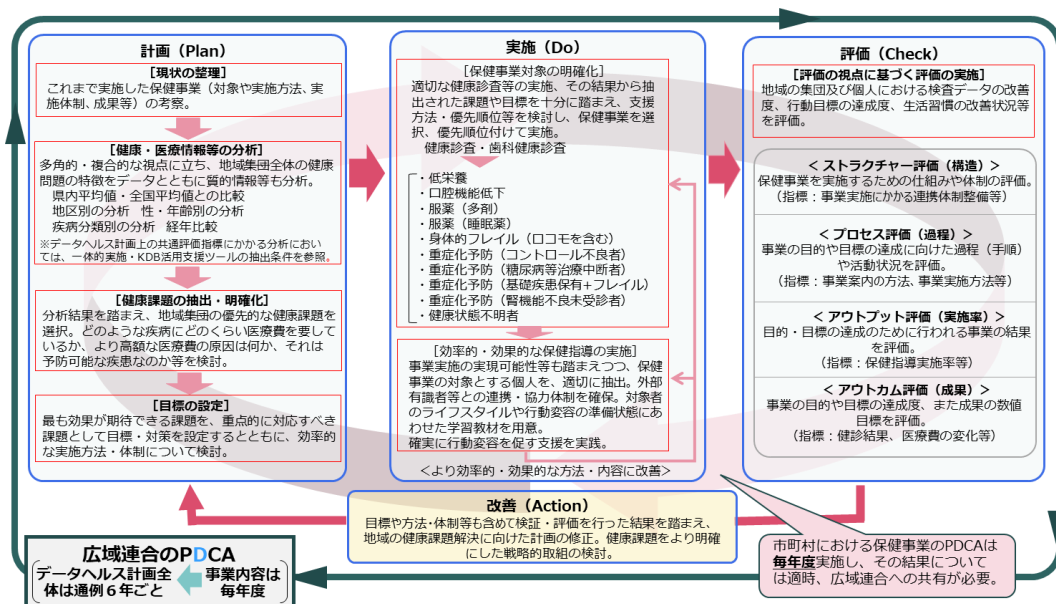 計画（Plan）
[現状の整理]
これまで実施した保健事業（対象や実施方法、実
施体制、成果等）の考察。
[健康・医療情報等の分析]
多角的・複合的な視点に立ち、地域集団全体の健康
問題の特徴をデータとともに質的情報等も分析。
県内平均値・全国平均値との比較
地区別の分析　性・年齢別の分析
疾病分類別の分析　経年比較
※データヘルス計画上の共通評価指標にかかる分析におい
ては、一体的実施・KDB活用支援ツールの抽出条件を参照。
[健康課題の抽出・明確化]
分析結果を踏まえ、地域集団の優先的な健康課題を
選択。どのような疾病にどのくらい医療費を要して
いるか、より高額な医療費の原因は何か、それは
予防可能な疾患なのか等を検討。
[目標の設定]
最も効果が期待できる課題を、重点的に対応すべき
課題として目標・対策を設定するとともに、効率的
な実施方法・体制について検討。
実施（Do）
[保健事業対象の明確化]
適切な健康診査等の実施、その結果から
抽出された課題や目標を十分に踏まえ、支援
方法・優先順位等を検討し、保健事業を選
択、優先順位付けて実施。
健康診査・歯科健康診査
・低栄養
・口腔機能低下
・服薬（多剤）
・服薬（睡眠薬）
・身体的フレイル（ロコモを含む）
・重症化予防（コントロール不良者）
・重症化予防（糖尿病等治療中断者）
・重症化予防（基礎疾患保有+フレイル）
・重症化予防（腎機能不良未受診者）
・健康状態不明者
[効率的・効果的な保健指導の実施]
事業実施の実現可能性等も踏まえつつ、保健
事業の対象とする個人を、適切に抽出。外部
有識者等との連携・協力体制を確保。対象者
のライフスタイルや行動変容の準備状態にあ
わせた学習教材を用意。
確実に行動変容を促す支援を実践。
＜より効率的・効果的な方法・内容に改善＞
評価（Check）
[評価の視点に基づく評価の実施]
地域の集団及び個人における検査データの改善
度、行動目標の達成度、生活習慣の改善状況等
を評価。
＜ストラクチャー評価（構造）＞
保健事業を実施するための仕組みや体制の評価。
（指標：事業実施にかかる連携体制整備等）
＜プロセス評価（過程）＞
事業の目的や目標の達成に向けた過程（手順）
や活動状況を評価。
（指標：事業案内の方法、事業実施方法等）
＜アウトプット評価（実施率）＞
目的・目標の達成のために行われる事業の結果
を評価。
（指標：保健指導実施率等）
＜アウトカム評価（成果）＞
事業の目的や目標の達成度、また成果の数値
目標を評価。
（指標：健診結果、医療費の変化等）
改善（Action）
目標や方法・体制等も含めて検証・評価を行った結果を踏まえ、
地域の健康課題解決に向けた計画の修正。健康課題をより明確
にした戦略的取組の検討。
広域連合のPDCA
データヘルス計画全
体は通例６年ごと
事業内容は
毎年度
市町村における保健事業のPDCAは
毎年度実施し、その結果について
は適時、広域連合への共有が必要。